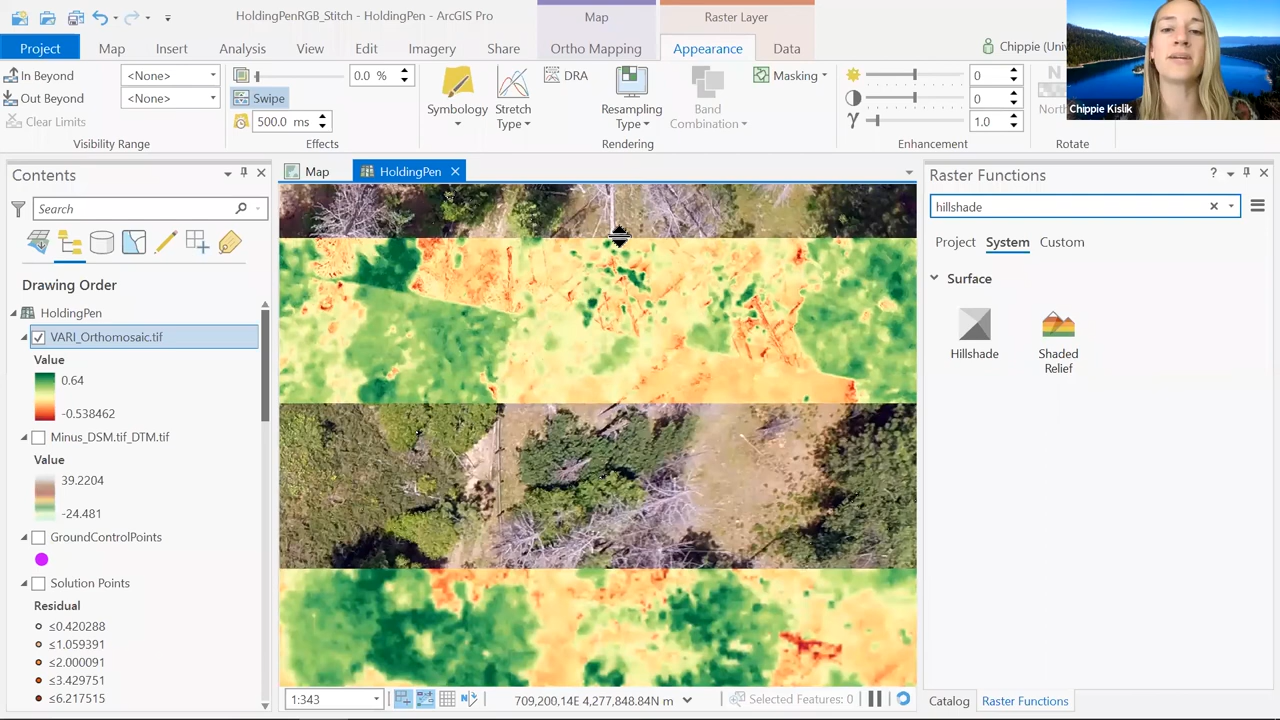 HoldingPenRGB_Stitch - HoldingPen - ArcGIS Pro
Map
Raster Layer
Project
Map
Insert
Analysis
View
Edit
Imagery
Share
Ortho Mapping
Appearance
Data
Chippie (Uni
In Beyond
<None>
Out Beyond
<None>
Clear Limits
Visibility Range
0.0 %
Swipe
500.0 ms
Effects
Symbology
Stretch
Type
DRA
Resampling
Type
Band
Combination
Masking
Rendering
0
0
1.0
Enhancement
North
Rotate
Chippie Kislik
Contents
Search
Drawing Order
HoldingPen
VARI_Orthomosaic.tif
Value
0.64
-0.538462
Minus_DSM.tif_DTM.tif
Value
39.2204
-24.481
GroundControlPoints
Solution Points
Residual
≤0.420288
≤1.059391
≤2.000091
≤3.429751
≤6.217515
Map
HoldingPen
1:343
709,200.14E 4,277,848.84N m
Selected Features: 0
Raster Functions
hillshade
Project
System
Custom
Surface
Hillshade
Shaded
Relief
Catalog
Raster Functions